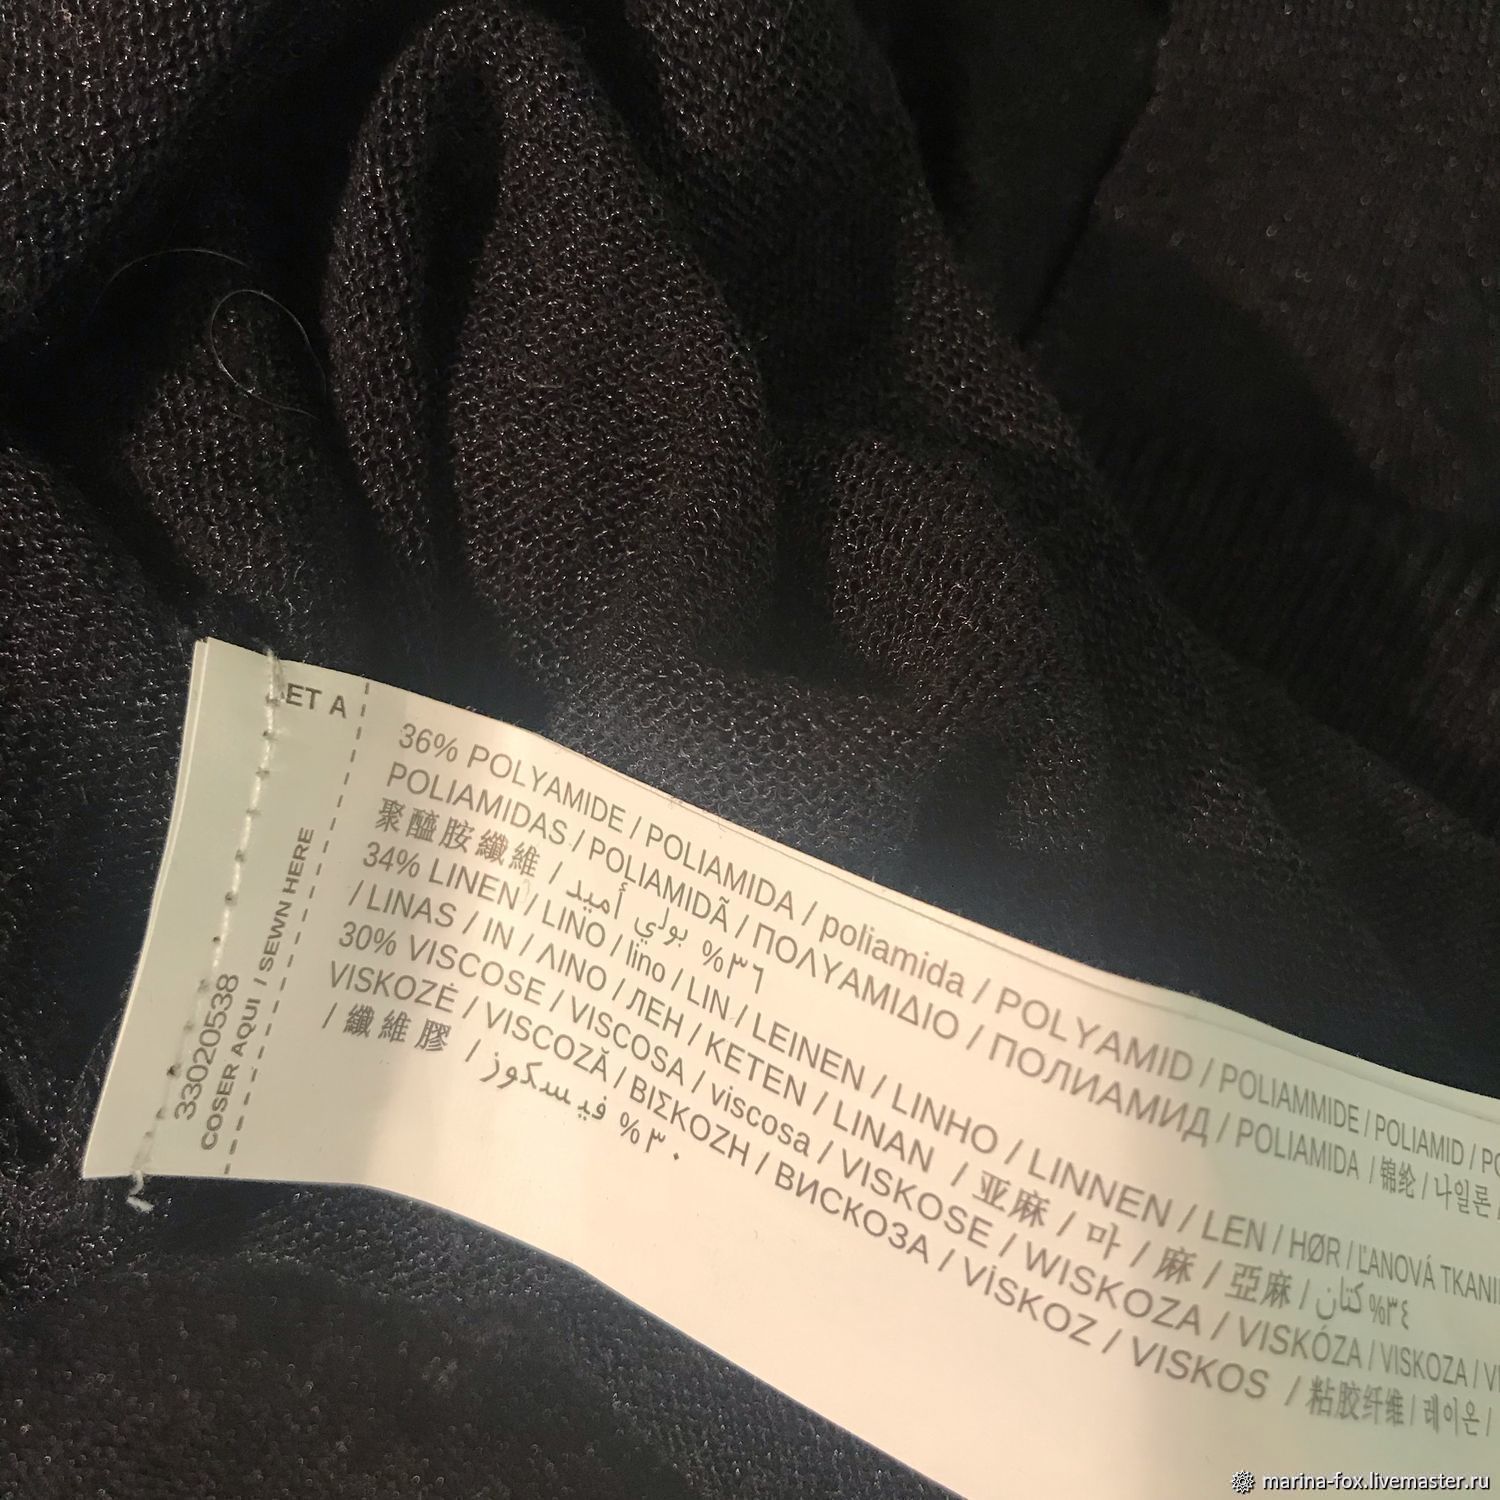 ET A
36% POLYAMIDE / POLIAMIDA / poliamida / POLYAMID / POLIAMMIDE / POLIAMID /
POLIAMIDAS / POLIAMIDĂ / ΠΟΛΥΑΜΙΔΙΟ / ПОЛИАМИД / POLIAMIDA / 锦纶 / 나일론 /
聚醯胺纖維 / ٣٦% بولي أميد
34% LINEN / LINO / lino / LIN / LEINEN / LINHO / LINNEN / LEN / HØR / ĽANOVÁ
/ LINAS / IN / ΛΙΝΟ / ЛЕН / KETEN / LINAN / 亚麻 / 마 / 麻 / 亞麻 / ٣٤% كتان
30% VISCOSE / VISCOSA / viscosa / VISKOSE / WISKOZA / VISKÓZA / VISKOZA /
VISKOZĖ / VISCOZĂ / ΒΙΣΚΟΖΗ / ВИСКОЗА / VİSKOZ / VISKOS / 粘胶纤维 / 레이온 /
/ 纖維膠 / ٣٠% فيسكوز
33020538
COSER AQUI / SEWN HERE
marina-fox.livemaster.ru